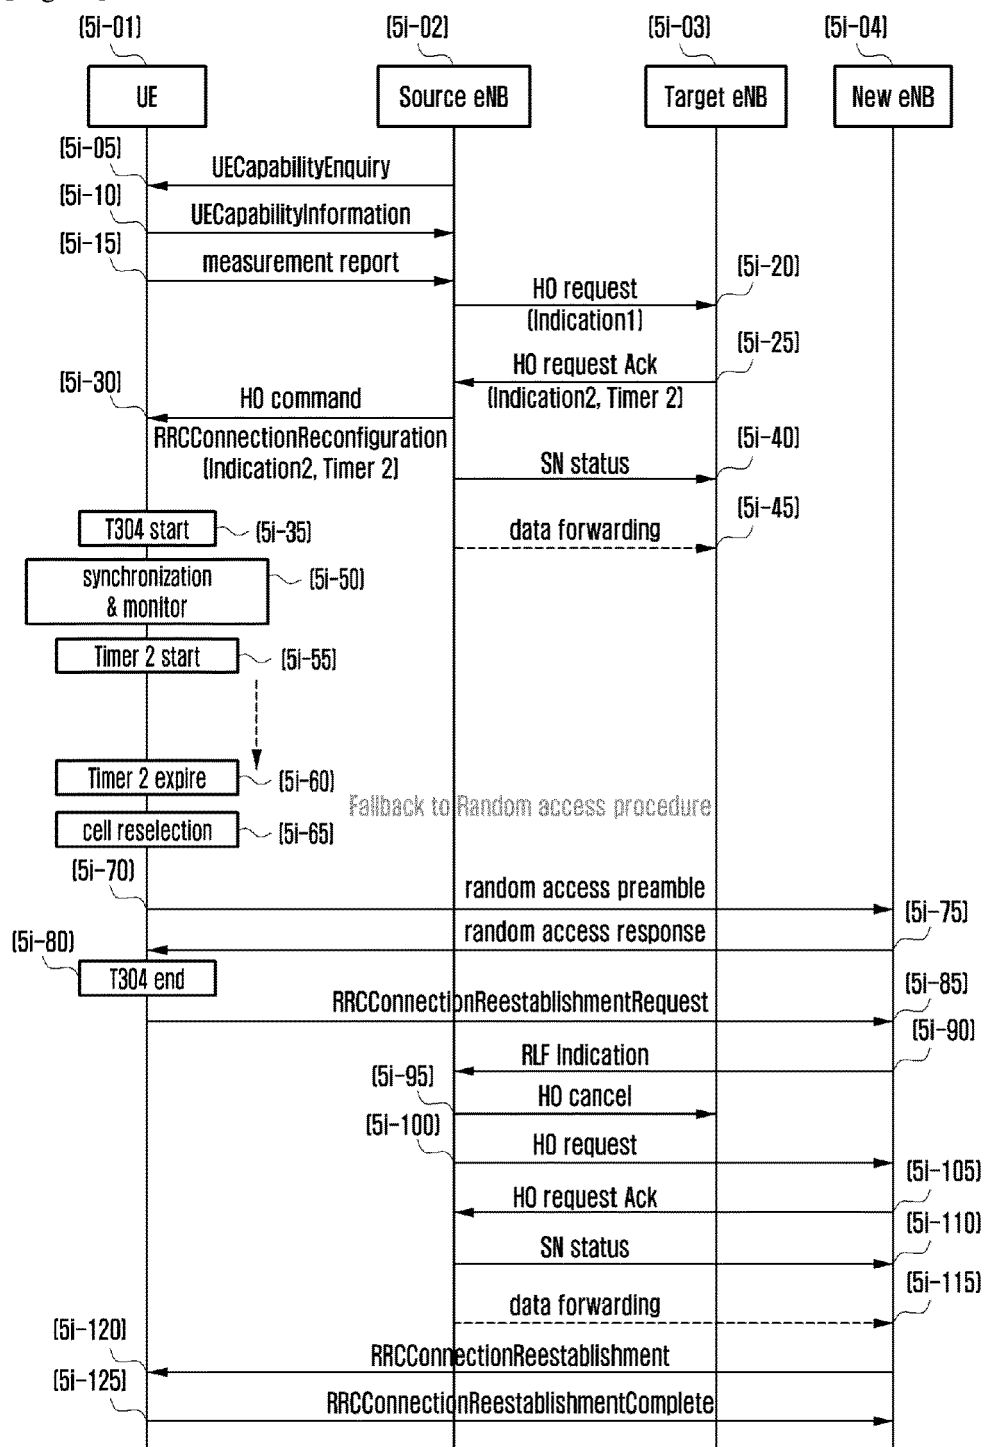 [5i-01] [5i-02] [5i-03] [5i-04]
UE Source eNB Target eNB New eNB
[5i-05]
UECapabilityEnquiry
[5i-10]
UECapabilityInformation
[5i-15]
measurement report
[5i-20]
HO request
(Indication1)
[5i-25]
HO request Ack
(Indication2, Timer 2)
[5i-30]
HO command
RRCConnectionReconfiguration
(Indication2, Timer 2)
[5i-40]
SN status
T304 start [5i-35]
[5i-45]
data forwarding
synchronization
& monitor
[5i-50]
Timer 2 start [5i-55]
Timer 2 expire [5i-60]
Fallback to Random access procedure
cell reselection [5i-65]
[5i-70]
random access preamble
[5i-75]
random access response
[5i-80]
T304 end
[5i-85]
RRCConnectionReestablishmentRequest
[5i-90]
RLF Indication
[5i-95]
HO cancel
[5i-100]
HO request
[5i-105]
HO request Ack
[5i-110]
SN status
[5i-115]
data forwarding
[5i-120]
RRCConnectionReestablishment
[5i-125]
RRCConnectionReestablishmentComplete